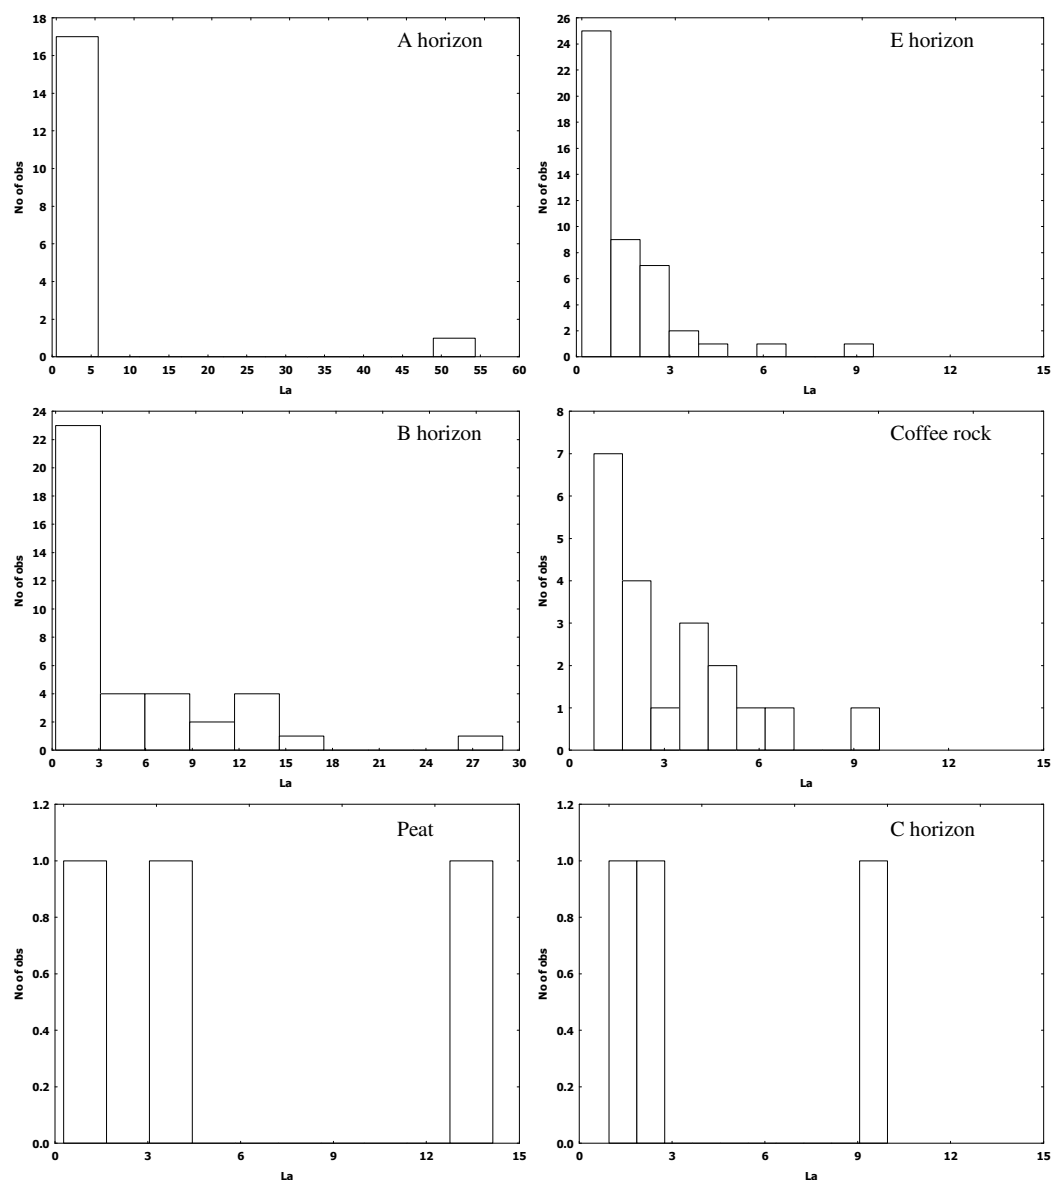 A horizon
No of obs
18
16
14
12
10
8
6
4
2
0
0 5 10 15 20 25 30 35 40 45 50 55 60
La
E horizon
No of obs
26
24
22
20
18
16
14
12
10
8
6
4
2
0
0 3 6 9 12 15
La
B horizon
No of obs
24
22
20
18
16
14
12
10
8
6
4
2
0
0 3 6 9 12 15 18 21 24 27 30
La
Coffee rock
No of obs
8
7
6
5
4
3
2
1
0
0 3 6 9 12 15
La
Peat
No of obs
1.2
1.0
0.8
0.6
0.4
0.2
0.0
0 3 6 9 12 15
La
C horizon
No of obs
1.2
1.0
0.8
0.6
0.4
0.2
0.0
0 3 6 9 12 15
La